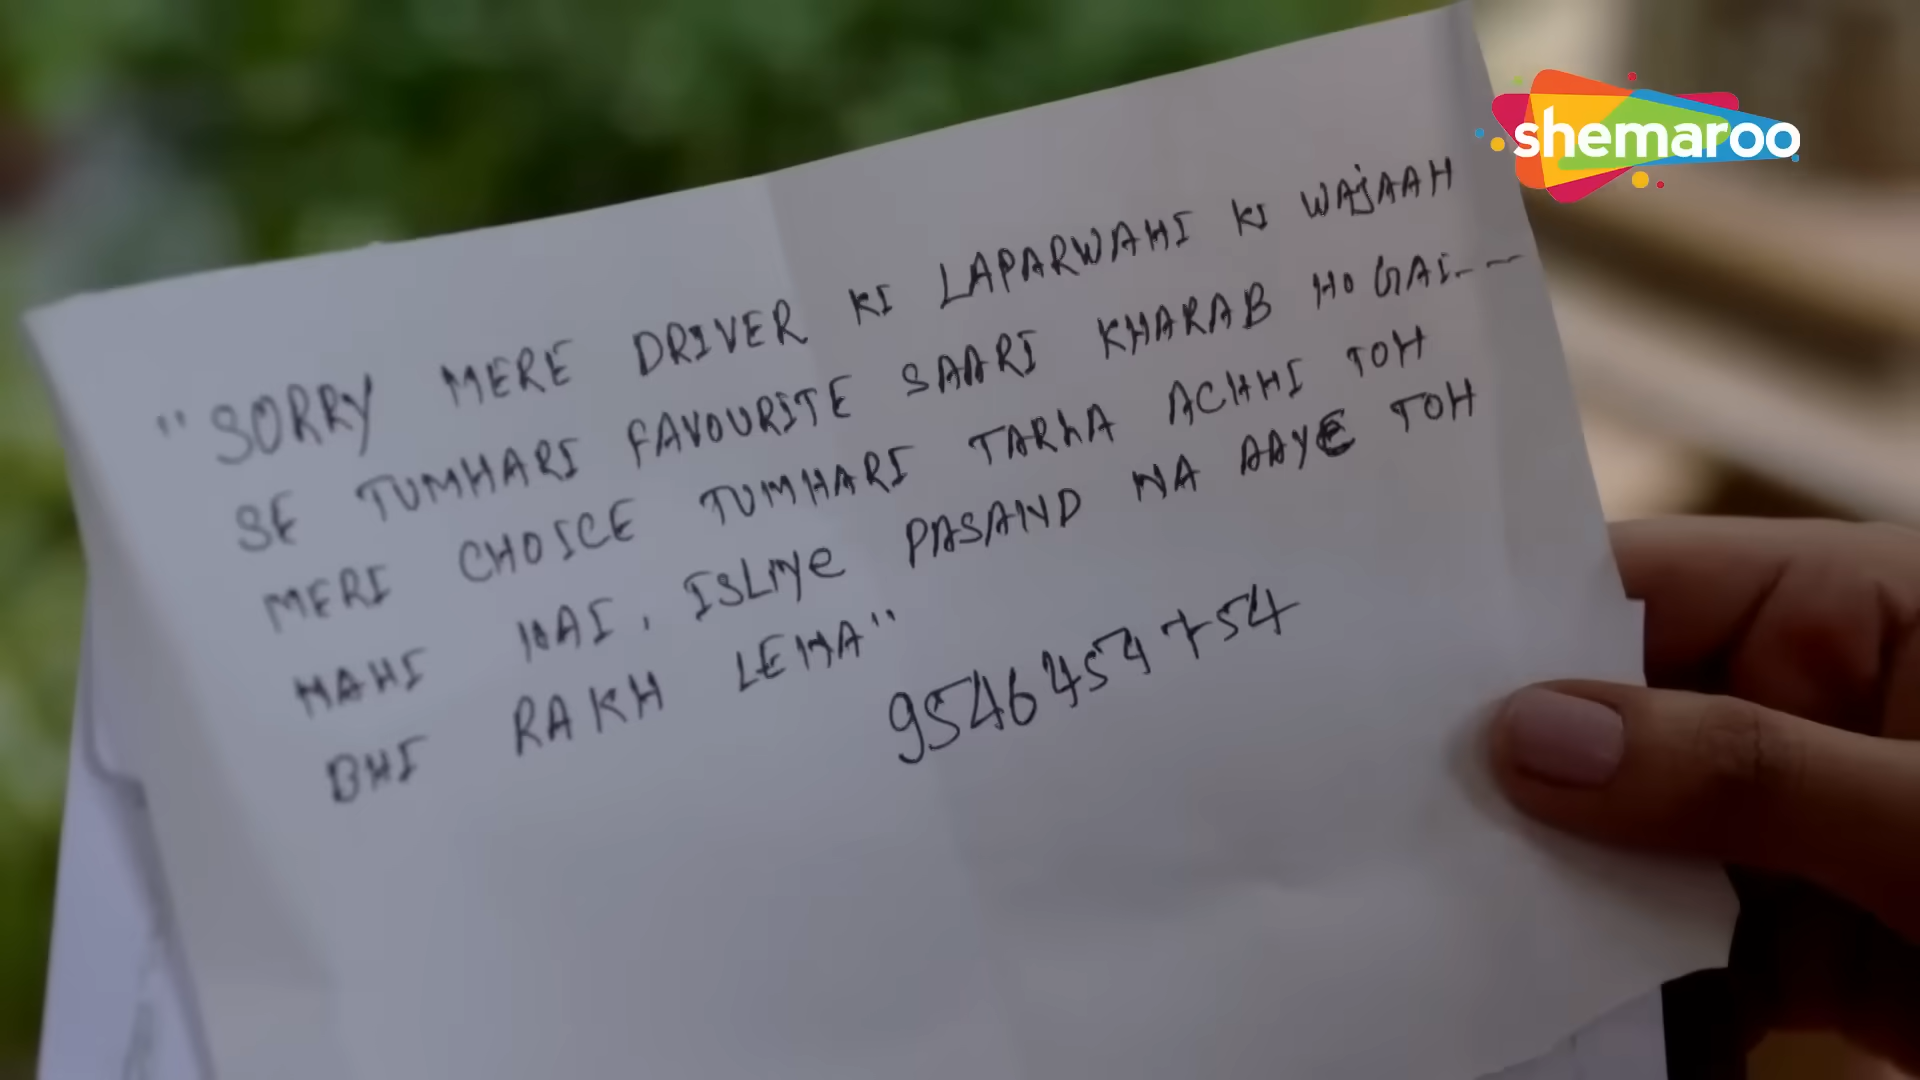 shemaroo
"SORRY MERE DRIVER KI LAPARWAHI KI WAJAAH
SE TUMHARI FAVOURITE SAARI KHARAB HO GAI---
MERI CHOICE TUMHARI TARHA ACHHI TOH
NAHI HAI, ISLIYE PASAND NA AAYE TOH
BHI RAKH LENA"
9546454754